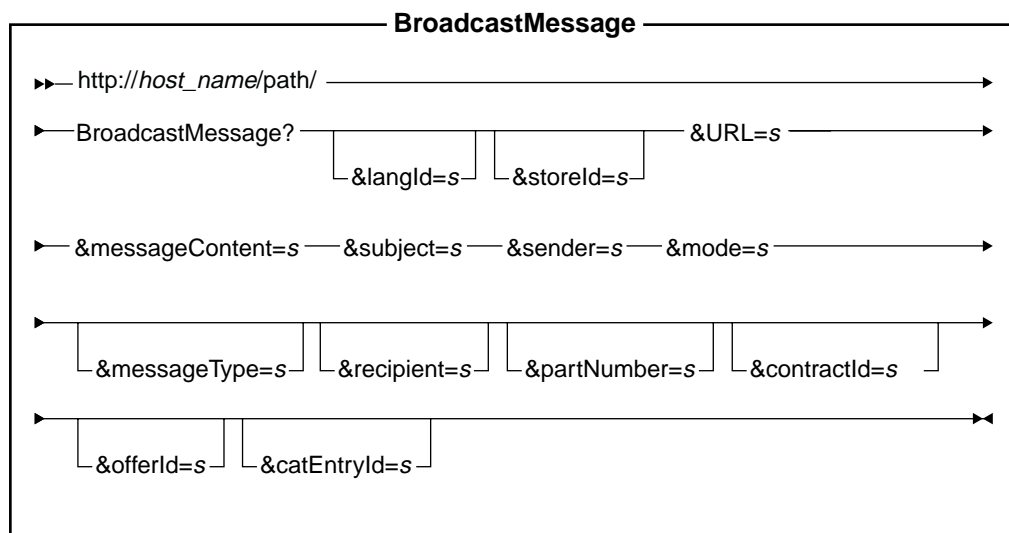 BroadcastMessage
http://host_name/path/
BroadcastMessage? &URL=s
&langId=s &storeId=s
&messageContent=s &subject=s &sender=s &mode=s
&messageType=s &recipient=s &partNumber=s &contractId=s
&offerId=s &catEntryId=s